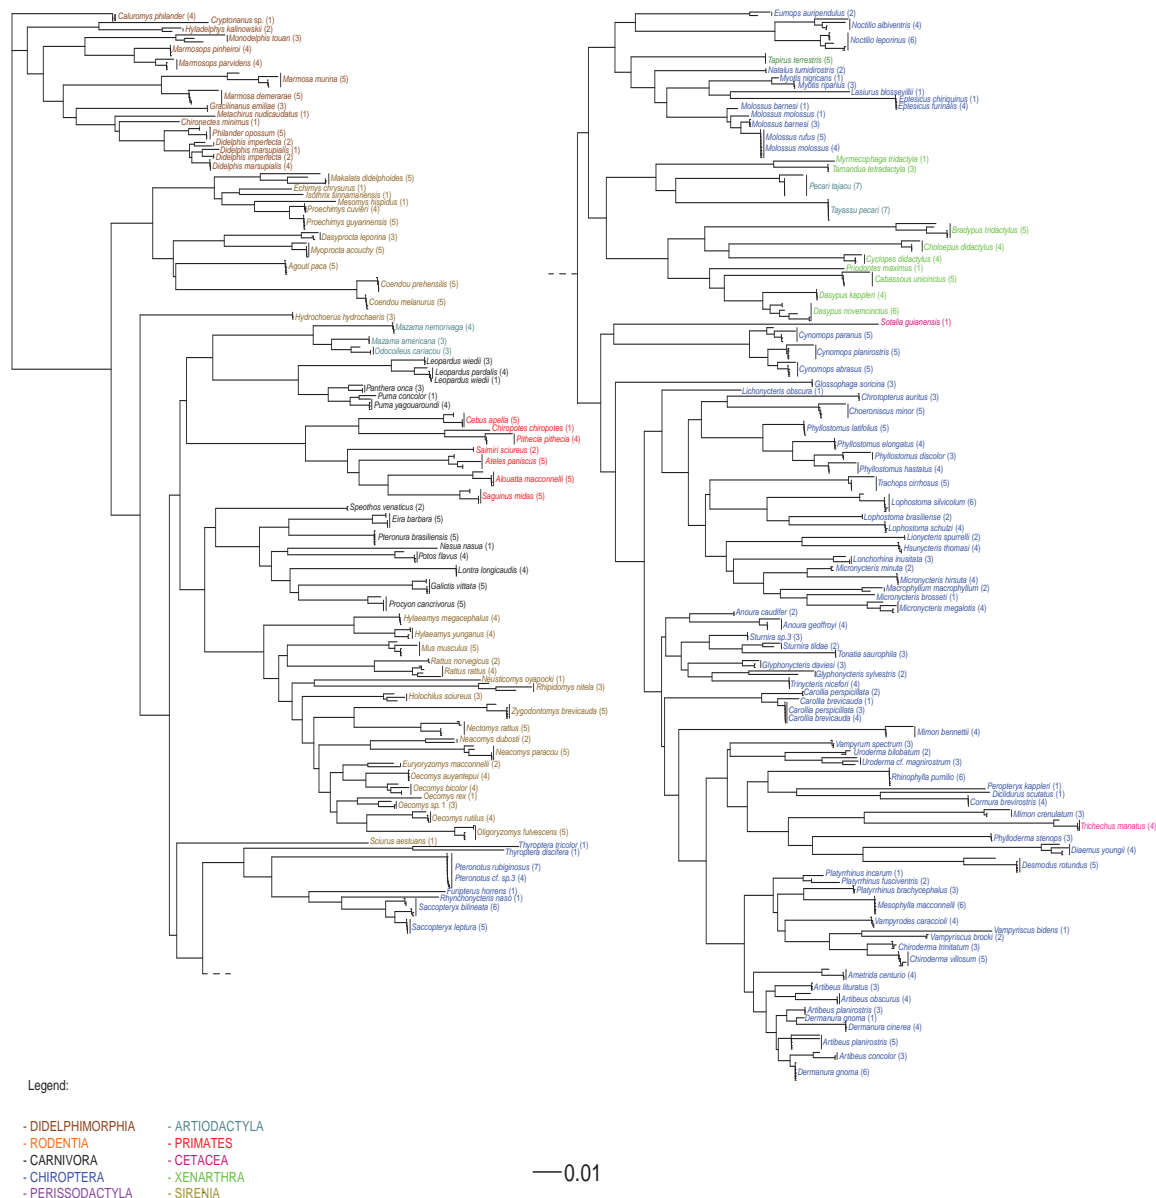 Caluromys philander (4)
Cryptonanus sp. (1)
Hyladelphys kalinowskii (2)
Monodelphis touan (3)
Marmosops pinheiroi (4)
Marmosops parvidens (4)
Marmosa murina (5)
Marmosa demerarae (5)
Gracilinanus emiliae (3)
Metachirus nudicaudatus (1)
Chironectes minimus (1)
Philander opossum (5)
Didelphis imperfecta (2)
Didelphis marsupialis (1)
Didelphis imperfecta (2)
Didelphis marsupialis (4)
Makalata didelphoides (5)
Echimys chrysurus (1)
Isothrix sinnamariensis (1)
Mesomys hispidus (1)
Proechimys cuvieri (4)
Proechimys guyannensis (5)
Dasyprocta leporina (3)
Myoprocta acouchy (5)
Agouti paca (5)
Coendou prehensilis (5)
Coendou melanurus (5)
Hydrochoerus hydrochaeris (3)
Mazama nemorivaga (4)
Mazama americana (3)
Odocoileus cariacou (3)
Leopardus wiedii (3)
Leopardus pardalis (4)
Leopardus wiedii (1)
Panthera onca (3)
Puma concolor (1)
Puma yagouaroundi (4)
Cebus apella (5)
Chiropotes chiropotes (1)
Pithecia pithecia (4)
Saimiri sciureus (2)
Ateles paniscus (5)
Alouatta macconnelli (5)
Saguinus midas (5)
Speothos venaticus (2)
Eira barbara (5)
Pteronura brasiliensis (5)
Nasua nasua (1)
Potos flavus (4)
Lontra longicaudis (4)
Galictis vittata (5)
Procyon cancrivorus (5)
Hylaeamys megacephalus (4)
Hylaeamys yunganus (4)
Mus musculus (5)
Rattus norvegicus (2)
Rattus rattus (4)
Neusticomys oyapocki (1)
Rhipidomys nitela (3)
Holochilus sciureus (3)
Zygodontomys brevicauda (5)
Nectomys rattus (5)
Neacomys dubosti (2)
Neacomys paracou (5)
Euryoryzomys macconnelli (2)
Oecomys auyantepui (4)
Oecomys bicolor (4)
Oecomys rex (1)
Oecomys sp. 1 (3)
Oecomys rutilus (4)
Oligoryzomys fulvescens (5)
Sciurus aestuans (1)
Thyroptera tricolor (1)
Thyroptera discifera (1)
Pteronotus rubiginosus (7)
Pteronotus cf. sp.3 (4)
Furipterus horrens (1)
Rhynchonycteris naso (1)
Saccopteryx bilineata (6)
Saccopteryx leptura (5)
Eumops auripendulus (2)
Noctilio albiventris (4)
Noctilio leporinus (6)
Tapirus terrestris (5)
Natalus tumidirostris (2)
Myotis nigricans (1)
Myotis riparius (3)
Lasiurus blossevillii (1)
Eptesicus chiriquinus (1)
Eptesicus furinalis (4)
Molossus barnesi (1)
Molossus molossus (1)
Molossus barnesi (3)
Molossus rufus (5)
Molossus molossus (4)
Myrmecophaga tridactyla (1)
Tamandua tetradactyla (3)
Pecari tajacu (7)
Tayassu pecari (7)
Bradypus tridactylus (5)
Choloepus didactylus (4)
Cyclopes didactylus (4)
Priodontes maximus (1)
Cabassous unicinctus (5)
Dasypus kappleri (4)
Dasypus novemcinctus (6)
Sotalia guianensis (1)
Cynomops paranus (5)
Cynomops planirostris (5)
Cynomops abrasus (5)
Glossophaga soricina (3)
Lichonycteris obscura (1)
Chrotopterus auritus (3)
Choeroniscus minor (5)
Phyllostomus latifolius (5)
Phyllostomus elongatus (4)
Phyllostomus discolor (3)
Phyllostomus hastatus (4)
Trachops cirrhosus (5)
Lophostoma silvicolum (6)
Lophostoma brasiliense (2)
Lophostoma schulzi (4)
Lionycteris spurrelli (2)
Hsunycteris thomasi (4)
Lonchorhina inusitata (3)
Micronycteris minuta (2)
Micronycteris hirsuta (4)
Macrophyllum macrophyllum (2)
Micronycteris brosseti (1)
Micronycteris megalotis (4)
Anoura caudifer (2)
Anoura geoffroyi (4)
Sturnira sp.3 (3)
Sturnira tildae (2)
Tonatia saurophila (3)
Glyphonycteris daviesi (3)
Glyphonycteris sylvestris (2)
Trinycteris nicefori (4)
Carollia perspicillata (2)
Carollia brevicauda (1)
Carollia perspicillata (3)
Carollia brevicauda (4)
Mimon bennettii (4)
Vampyrum spectrum (3)
Uroderma bilobatum (2)
Uroderma cf. magnirostrum (3)
Rhinophylla pumilio (6)
Peropteryx kappleri (1)
Diclidurus scutatus (1)
Cormura brevirostris (4)
Mimon crenulatum (3)
Trichechus manatus (4)
Phylloderma stenops (3)
Diaemus youngii (4)
Desmodus rotundus (5)
Platyrrhinus incarum (1)
Platyrrhinus fusciventris (2)
Platyrrhinus brachycephalus (3)
Mesophylla macconnelli (6)
Vampyrodes caraccioli (4)
Vampyriscus bidens (1)
Vampyriscus brocki (2)
Chiroderma trinitatum (3)
Chiroderma villosum (5)
Ametrida centurio (4)
Artibeus lituratus (3)
Artibeus obscurus (4)
Artibeus planirostris (3)
Dermanura gnoma (1)
Dermanura cinerea (4)
Artibeus planirostris (5)
Artibeus concolor (3)
Dermanura gnoma (6)
Legend:
- DIDELPHIMORPHIA
- RODENTIA
- CARNIVORA
- CHIROPTERA
- PERISSODACTYLA
- ARTIODACTYLA
- PRIMATES
- CETACEA
- XENARTHRA
- SIRENIA
0.01